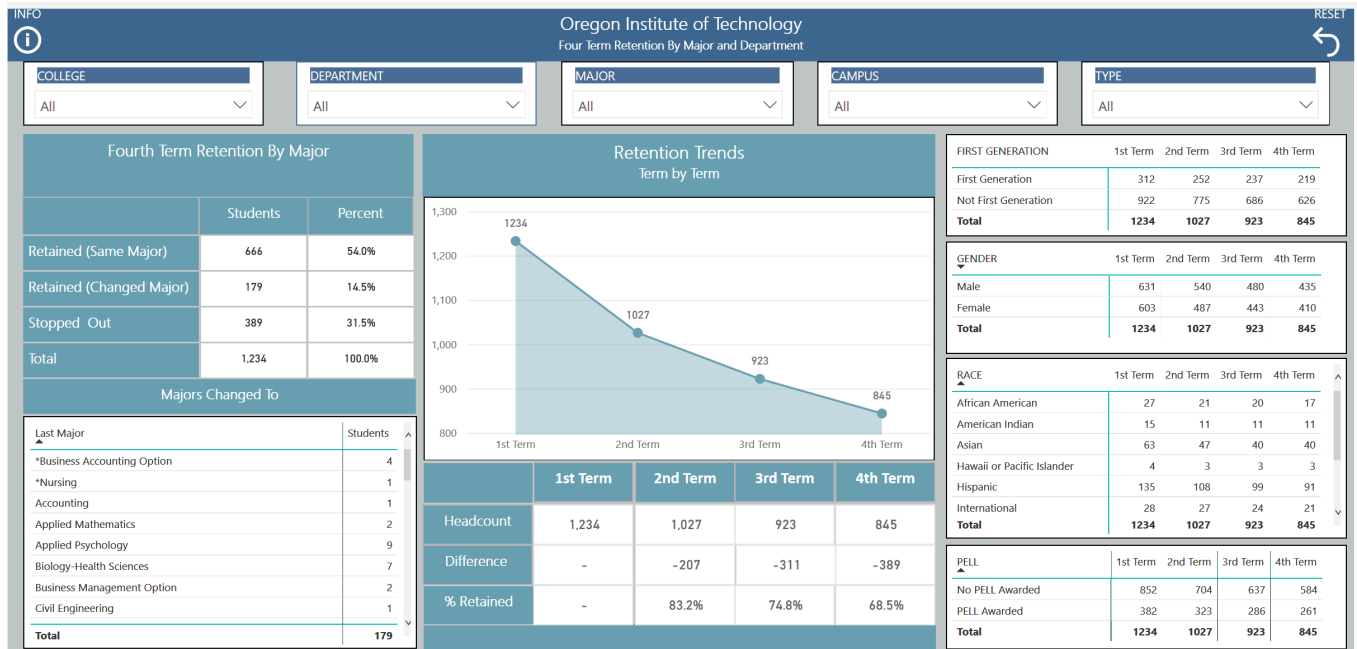 INFO
RESET
Oregon Institute of Technology
Four Term Retention By Major and Department
COLLEGE
All
DEPARTMENT
All
MAJOR
All
CAMPUS
All
TYPE
All
Fourth Term Retention By Major
Students Percent
Retained (Same Major) 666 54.0%
Retained (Changed Major) 179 14.5%
Stopped Out 389 31.5%
Total 1,234 100.0%
Majors Changed To
Last Major Students
*Business Accounting Option 4
*Nursing 1
Accounting 1
Applied Mathematics 2
Applied Psychology 9
Biology-Health Sciences 7
Business Management Option 2
Civil Engineering 1
Total 179
Retention Trends
Term by Term
1,300
1,200
1,100
1,000
900
800
1234
1027
923
845
1st Term 2nd Term 3rd Term 4th Term
1st Term 2nd Term 3rd Term 4th Term
Headcount 1,234 1,027 923 845
Difference - -207 -311 -389
% Retained - 83.2% 74.8% 68.5%
FIRST GENERATION 1st Term 2nd Term 3rd Term 4th Term
First Generation 312 252 237 219
Not First Generation 922 775 686 626
Total 1234 1027 923 845
GENDER 1st Term 2nd Term 3rd Term 4th Term
Male 631 540 480 435
Female 603 487 443 410
Total 1234 1027 923 845
RACE 1st Term 2nd Term 3rd Term 4th Term
African American 27 21 20 17
American Indian 15 11 11 11
Asian 63 47 40 40
Hawaii or Pacific Islander 4 3 3 3
Hispanic 135 108 99 91
International 28 27 24 21
Total 1234 1027 923 845
PELL 1st Term 2nd Term 3rd Term 4th Term
No PELL Awarded 852 704 637 584
PELL Awarded 382 323 286 261
Total 1234 1027 923 845